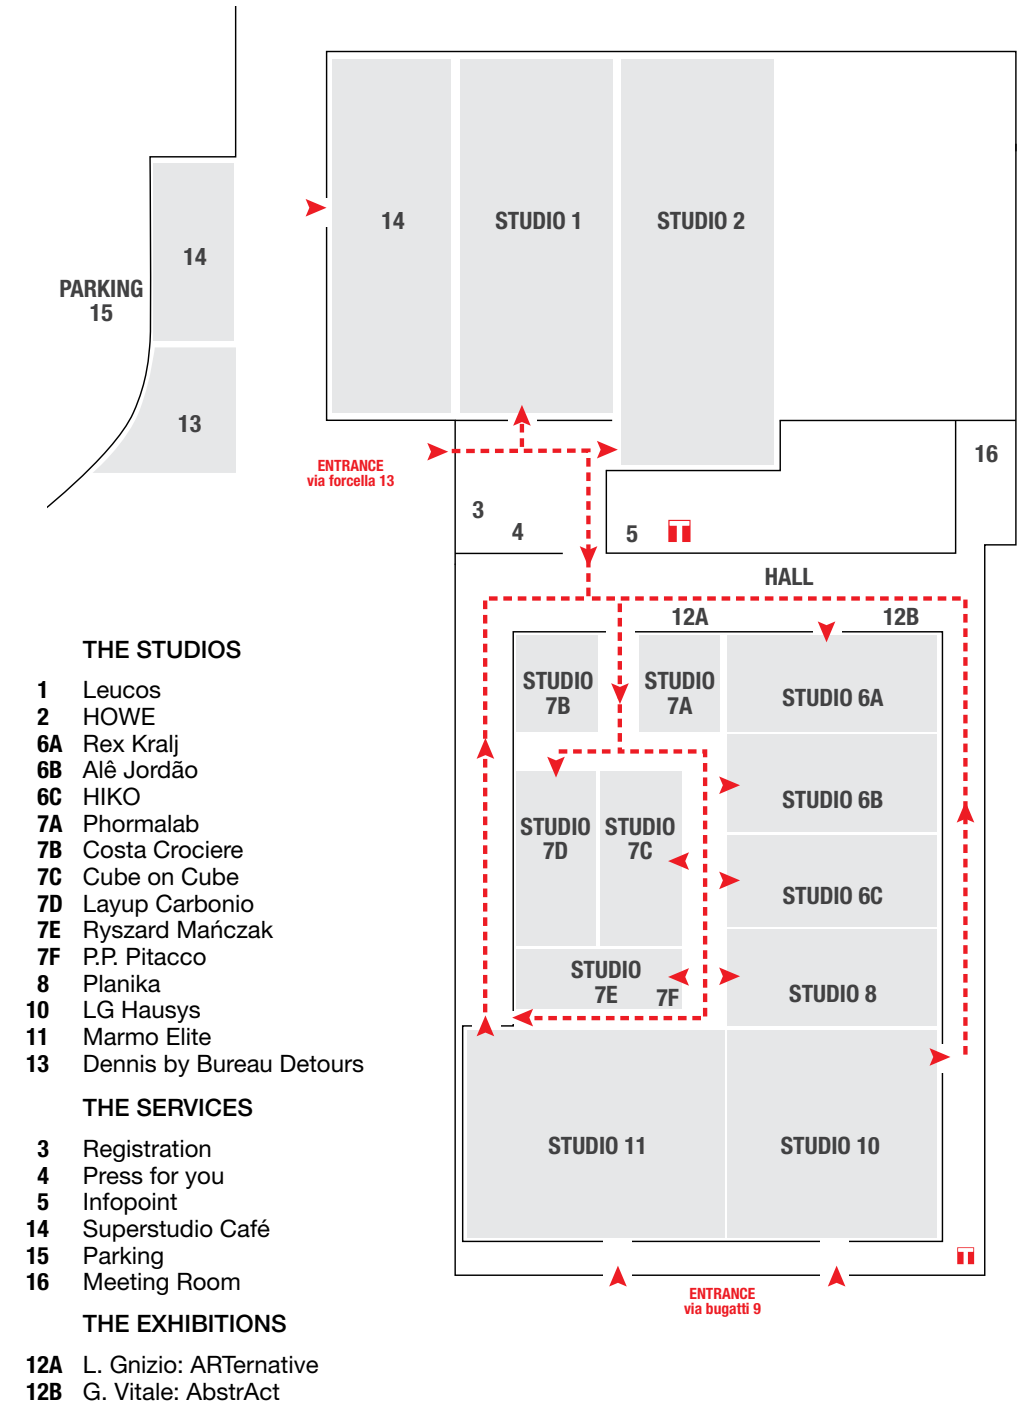 14
STUDIO 1
STUDIO 2
14
PARKING
15
13
ENTRANCE
via forcella 13
16
3
4
5
HALL
12A
12B
STUDIO
7B
STUDIO
7A
STUDIO 6A
STUDIO 6B
STUDIO
7D
STUDIO
7C
STUDIO 6C
STUDIO
7E
7F
STUDIO 8
STUDIO 11
STUDIO 10
ENTRANCE
via bugatti 9
THE STUDIOS
1 Leucos
2 HOWE
6A Rex Kralj
6B Alê Jordão
6C HIKO
7A Phormalab
7B Costa Crociere
7C Cube on Cube
7D Layup Carbonio
7E Ryszard Mańczak
7F P.P. Pitacco
8 Planika
10 LG Hausys
11 Marmo Elite
13 Dennis by Bureau Detours
THE SERVICES
3 Registration
4 Press for you
5 Infopoint
14 Superstudio Café
15 Parking
16 Meeting Room
THE EXHIBITIONS
12A L. Gnizio: ARTernative
12B G. Vitale: AbstrAct